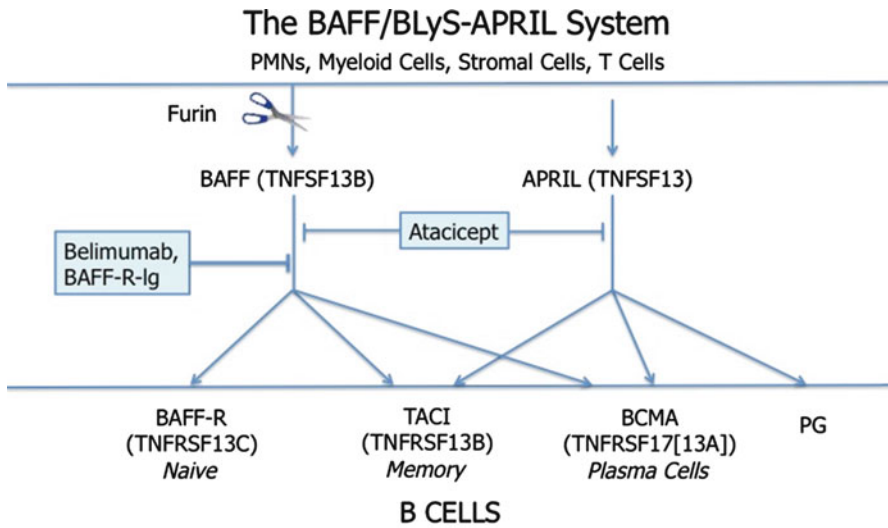 The BAFF/BLyS-APRIL System
PMNs, Myeloid Cells, Stromal Cells, T Cells
Furin
BAFF (TNFSF13B)
APRIL (TNFSF13)
Atacicept
Belimumab,
BAFF-R-Ig
BAFF-R
(TNFRSF13C)
Naive
TACI
(TNFRSF13B)
Memory
BCMA
(TNFRSF17[13A])
Plasma Cells
PG
B CELLS